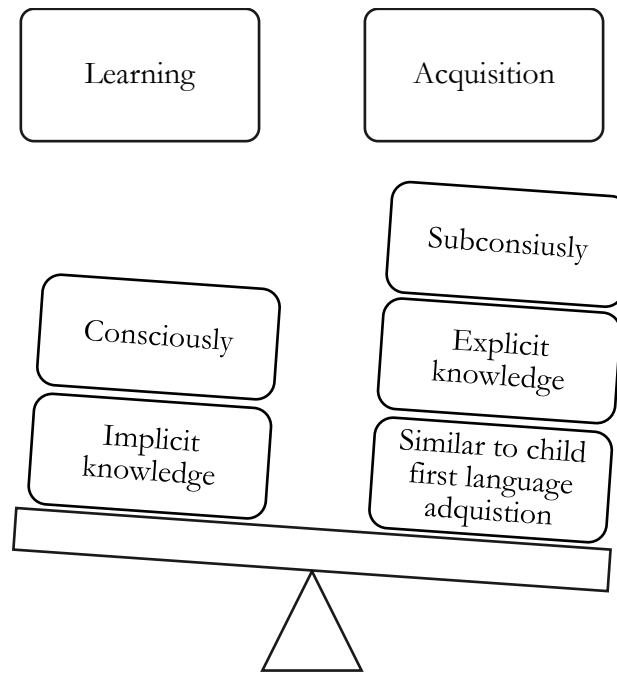 Learning
Acquisition
Consciously
Implicit
knowledge
Subconsiusly
Explicit
knowledge
Similar to child
first language
adquistion